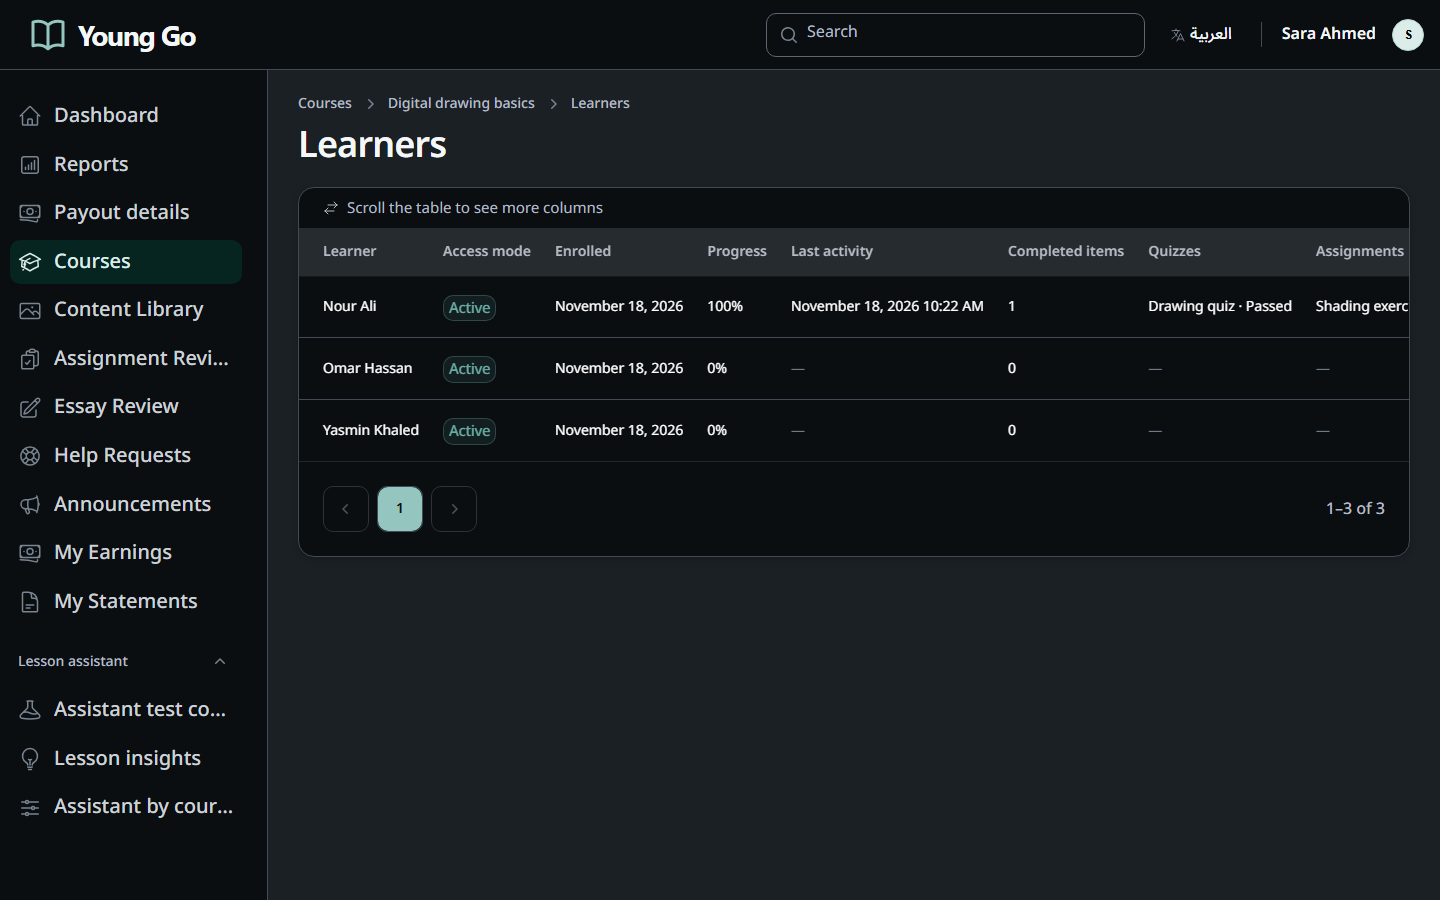 Young Go
Search
العربية
Sara Ahmed
S
Dashboard
Reports
Payout details
Courses
Content Library
Assignment Revi...
Essay Review
Help Requests
Announcements
My Earnings
My Statements
Lesson assistant
Assistant test co...
Lesson insights
Assistant by cour...
Courses > Digital drawing basics > Learners
Learners
Scroll the table to see more columns
Learner Access mode Enrolled Progress Last activity Completed items Quizzes Assignments
Nour Ali Active November 18, 2026 100% November 18, 2026 10:22 AM 1 Drawing quiz · Passed Shading exerc
Omar Hassan Active November 18, 2026 0% — 0 — —
Yasmin Khaled Active November 18, 2026 0% — 0 — —
1
1–3 of 3